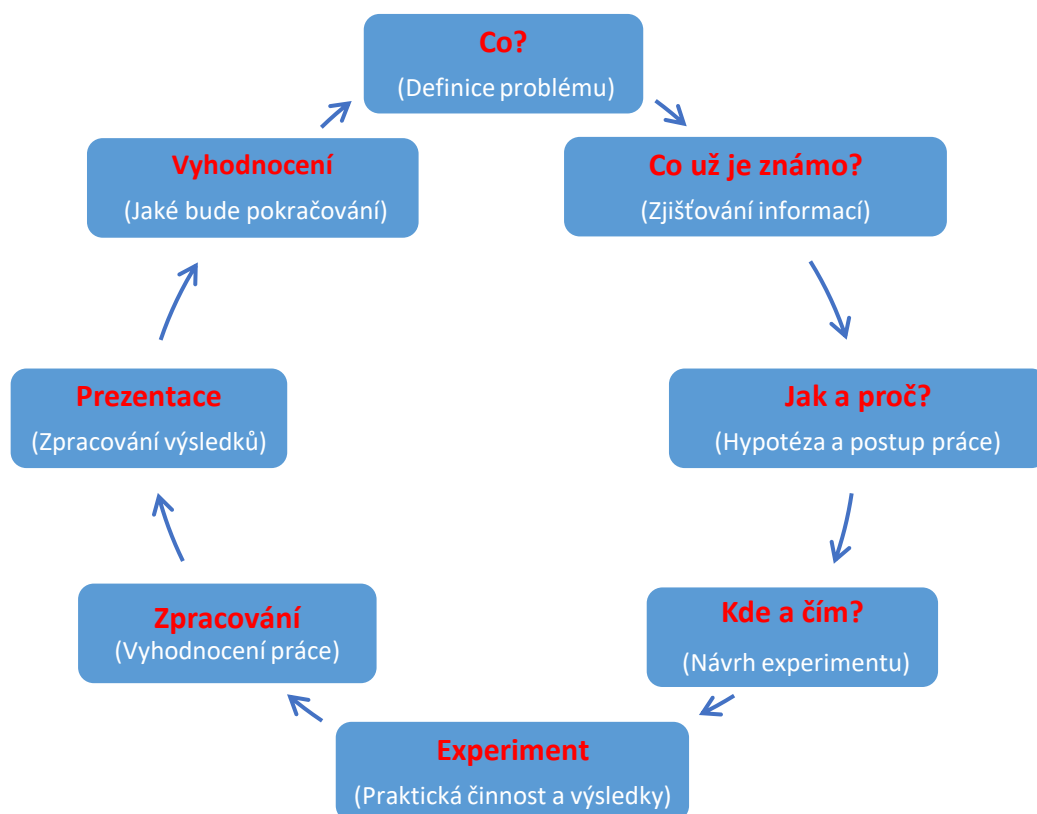 Co?
(Definice problému)
Co už je známo?
(Zjišťování informací)
Jak a proč?
(Hypotéza a postup práce)
Kde a čím?
(Návrh experimentu)
Experiment
(Praktická činnost a výsledky)
Zpracování
(Vyhodnocení práce)
Prezentace
(Zpracování výsledků)
Vyhodnocení
(Jaké bude pokračování)